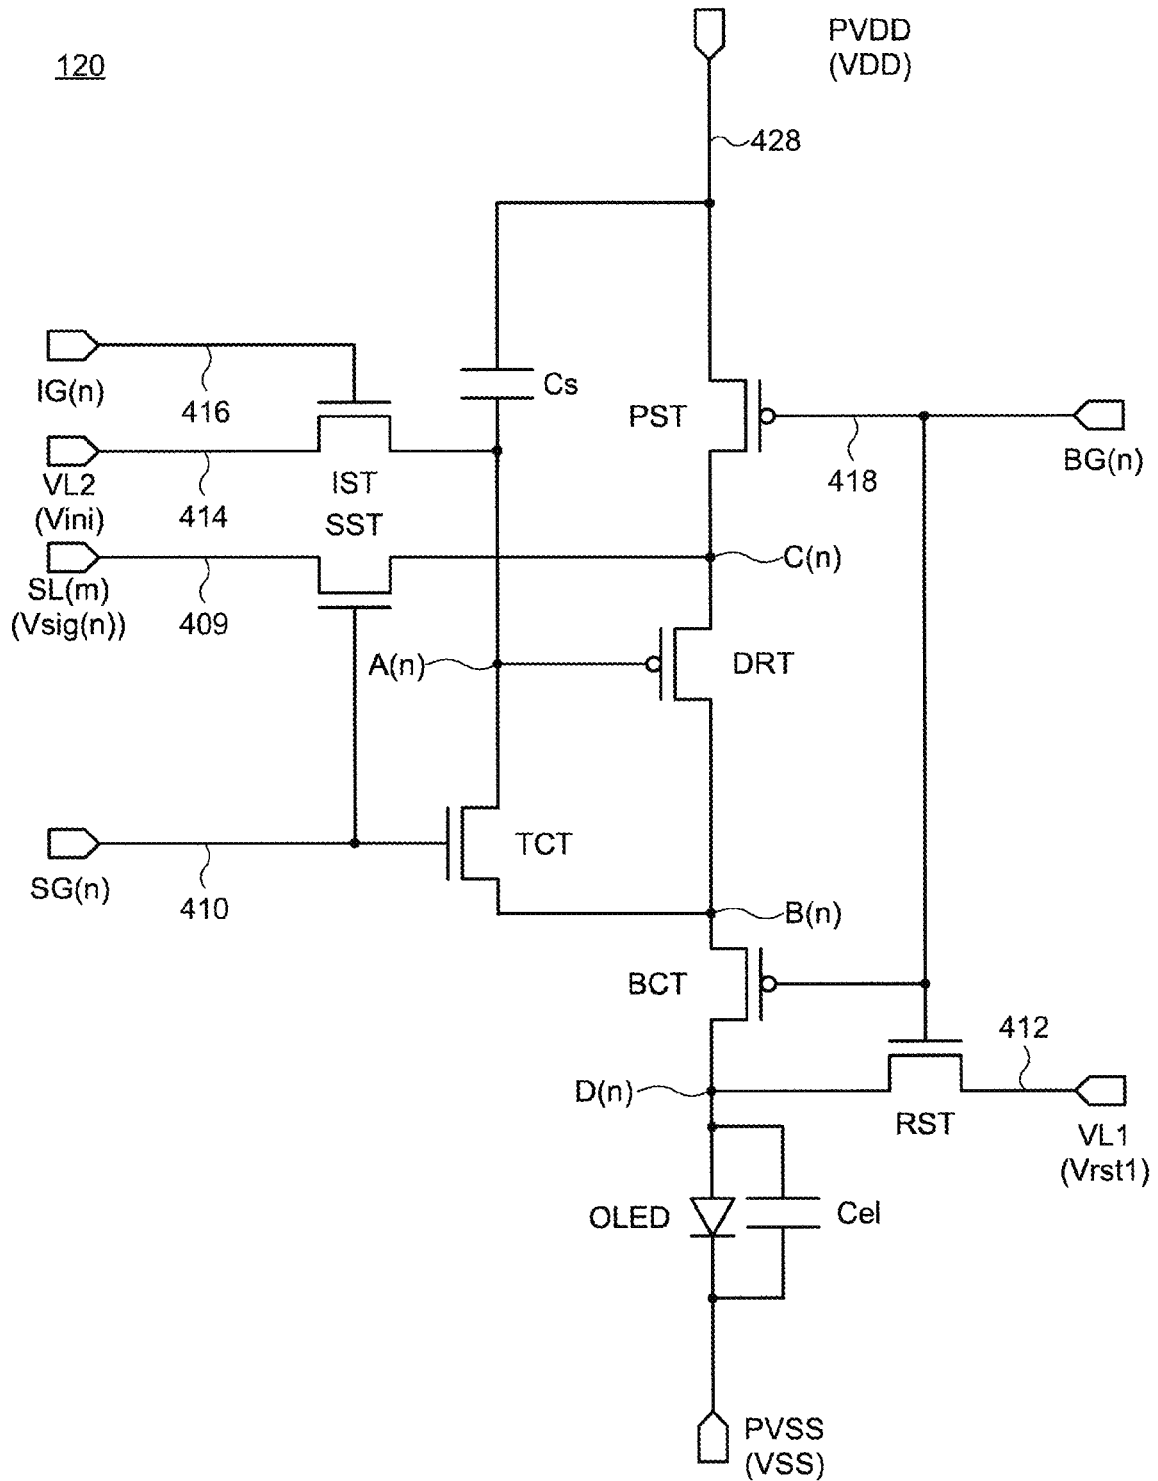 120
PVDD
(VDD)
428
IG(n)
416
Cs
PST
418
BG(n)
VL2
(Vini)
414
IST
SST
SL(m)
(Vsig(n))
409
C(n)
A(n)
DRT
SG(n)
410
TCT
B(n)
BCT
412
D(n)
RST
VL1
(Vrst1)
OLED
Cel
PVSS
(VSS)